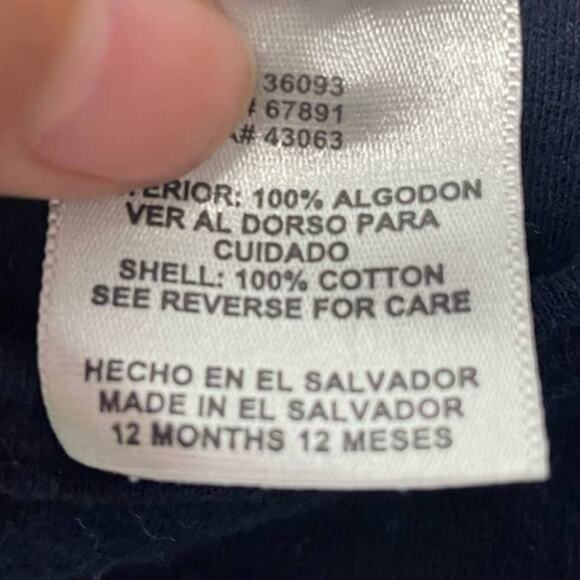 36093
# 67891
# 43063
100% ALGODON
VER AL DORSO PARA
CUIDADO
SHELL: 100% COTTON
SEE REVERSE FOR CARE
HECHO EN EL SALVADOR
MADE IN EL SALVADOR
12 MONTHS 12 MESES